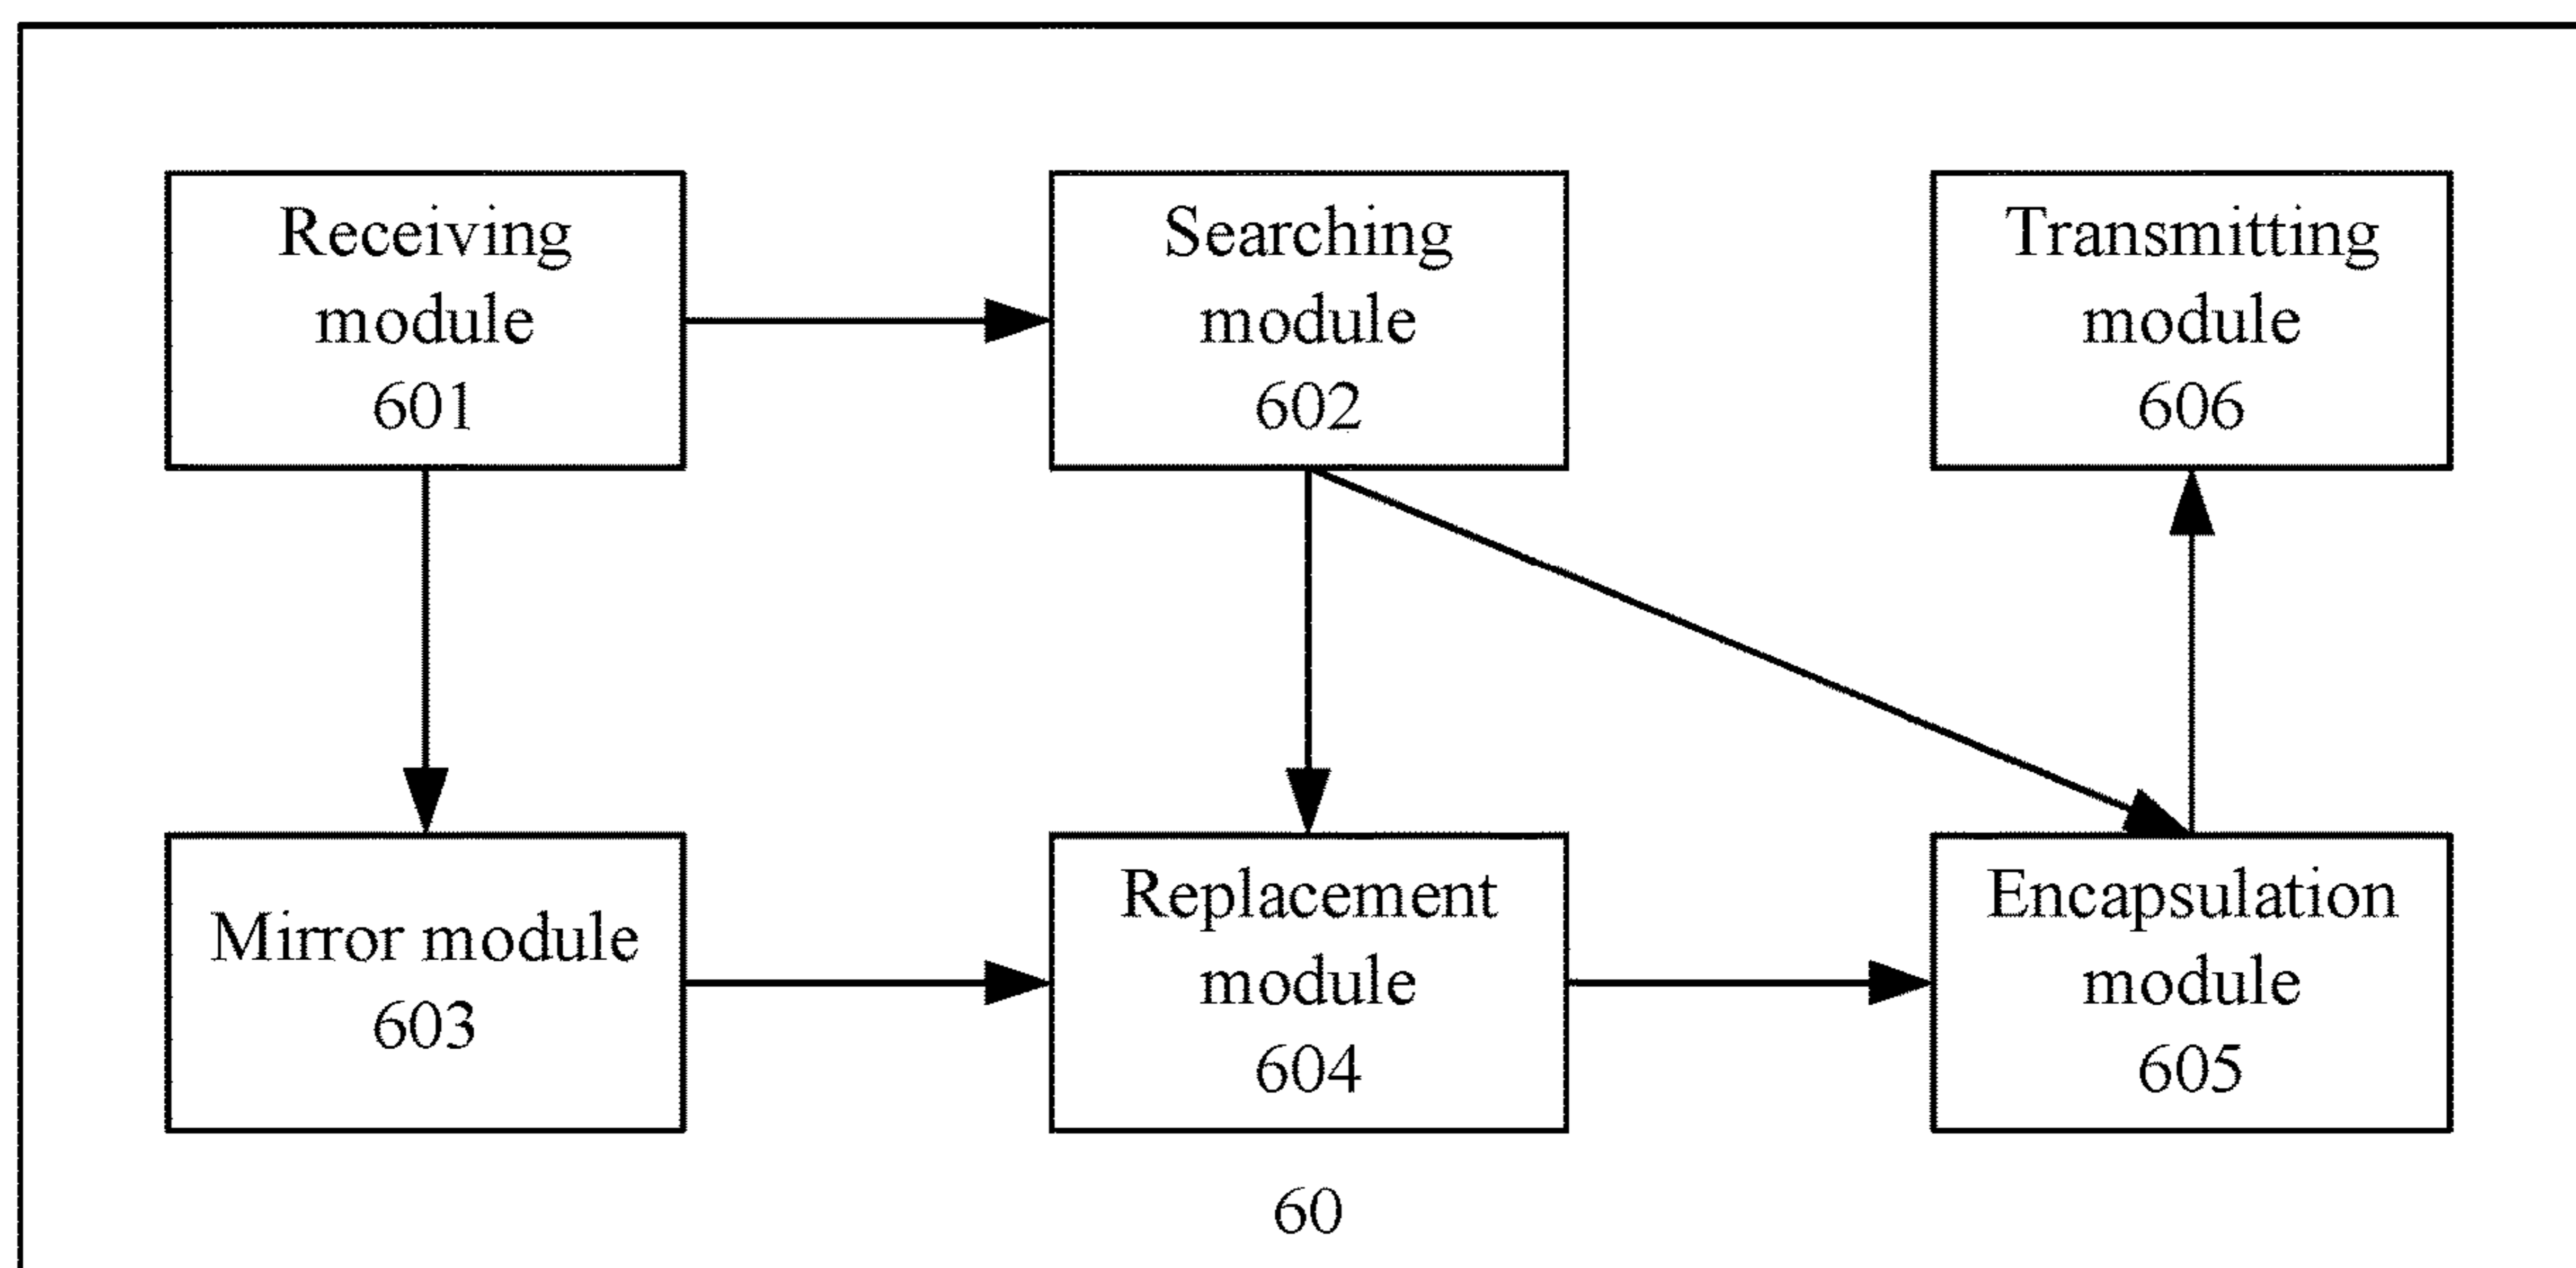 Receiving
module
601
Searching
module
602
Transmitting
module
606
Mirror module
603
Replacement
module
604
Encapsulation
module
605
60